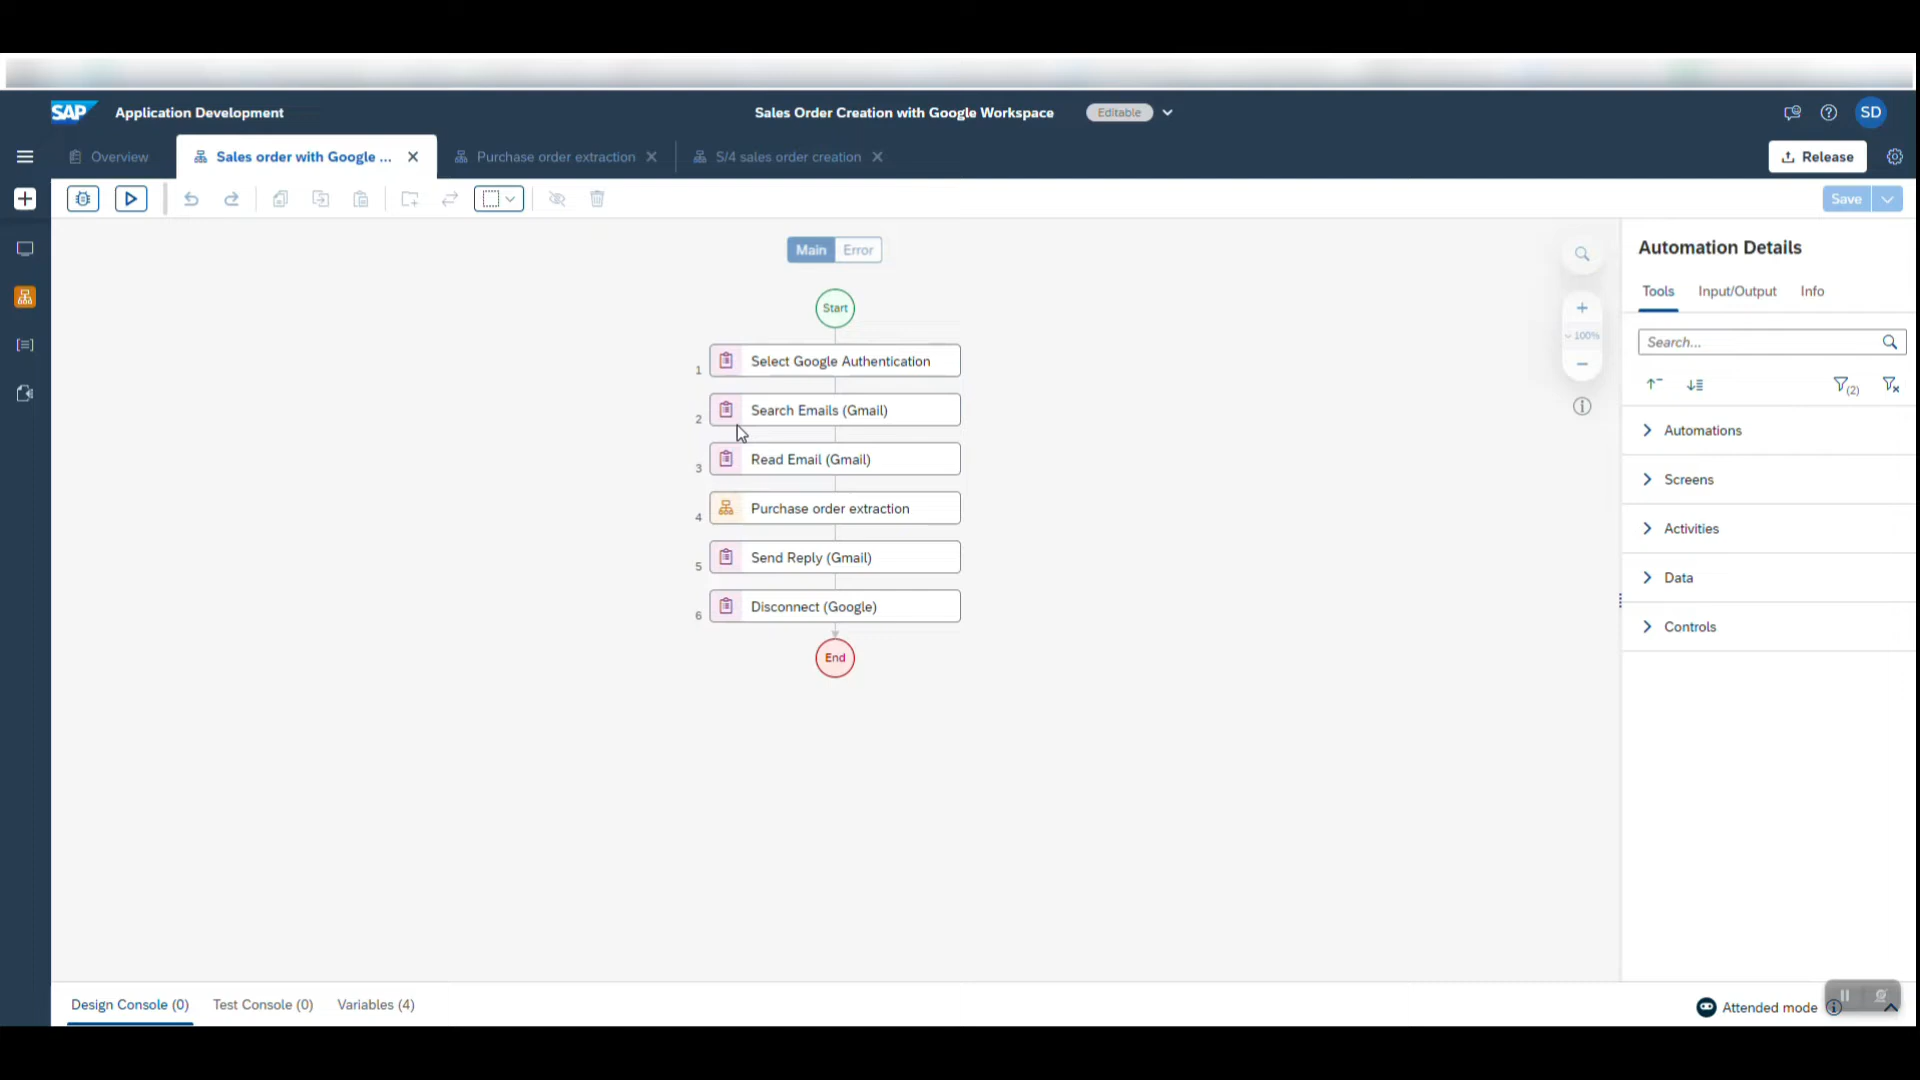 SAP Application Development
Sales Order Creation with Google Workspace
Editable
SD
Overview
Sales order with Google ...
Purchase order extraction
S/4 sales order creation
Release
Save
Main
Error
Start
1 Select Google Authentication
2 Search Emails (Gmail)
3 Read Email (Gmail)
4 Purchase order extraction
5 Send Reply (Gmail)
6 Disconnect (Google)
End
100%
Automation Details
Tools
Input/Output
Info
Search...
(2)
Automations
Screens
Activities
Data
Controls
Design Console (0)
Test Console (0)
Variables (4)
Attended mode